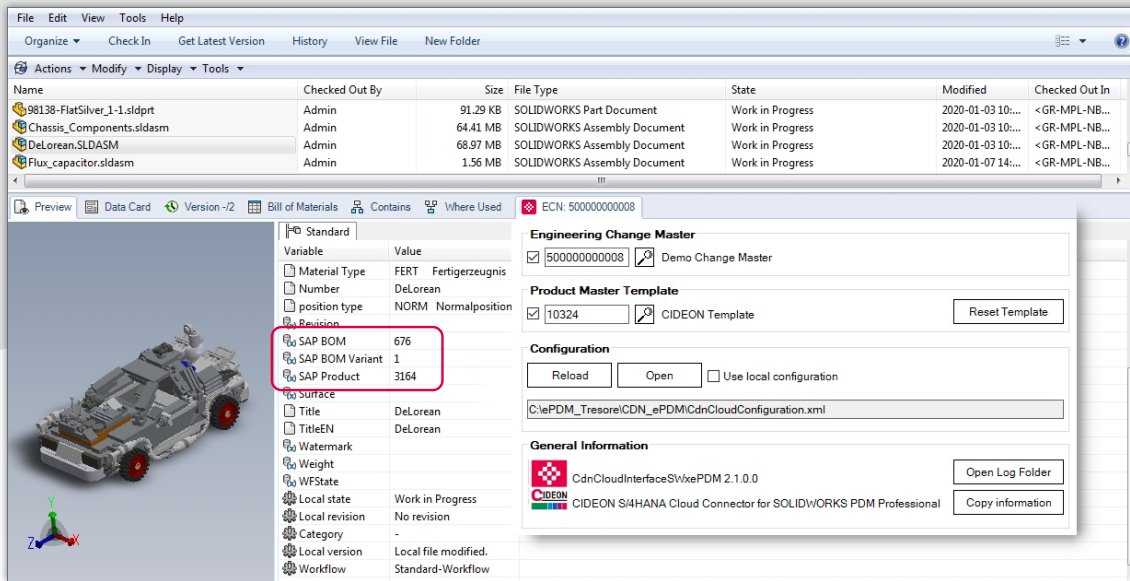 File Edit View Tools Help
Organize Check In Get Latest Version History View File New Folder
Actions Modify Display Tools
Name Checked Out By Size File Type State Modified Checked Out In
98138-FlatSilver_1-1.sldprt Admin 91.29 KB SOLIDWORKS Part Document Work in Progress 2020-01-03 10:... <GR-MPL-NB...
Chassis_Components.sldasm Admin 64.41 MB SOLIDWORKS Assembly Document Work in Progress 2020-01-03 10:... <GR-MPL-NB...
DeLorean.SLDASM Admin 68.97 MB SOLIDWORKS Assembly Document Work in Progress 2020-01-03 10:... <GR-MPL-NB...
Flux_capacitor.sldasm Admin 1.56 MB SOLIDWORKS Assembly Document Work in Progress 2020-01-07 14:... <GR-MPL-NB...
Preview Data Card Version -/2 Bill of Materials Contains Where Used ECN: 500000000008
Standard
Variable Value
Material Type FERT Fertigerzeugnis
Number DeLorean
position type NORM Normalposition
Revision
SAP BOM 676
SAP BOM Variant 1
SAP Product 3164
Surface
Title DeLorean
TitleEN DeLorean
Watermark
Weight
WFState
Local state Work in Progress
Local revision No revision
Category -
Local version Local file modified.
Workflow Standard-Workflow
Engineering Change Master
500000000008 Demo Change Master
Product Master Template
10324 CIDEON Template Reset Template
Configuration
Reload Open Use local configuration
C:\ePDM_Tresore\CDN_ePDM\CdnCloudConfiguration.xml
General Information
CdnCloudInterfaceSWxePDM 2.1.0.0 Open Log Folder
CIDEON CIDEON S/4HANA Cloud Connector for SOLIDWORKS PDM Professional Copy information
Y
Z X